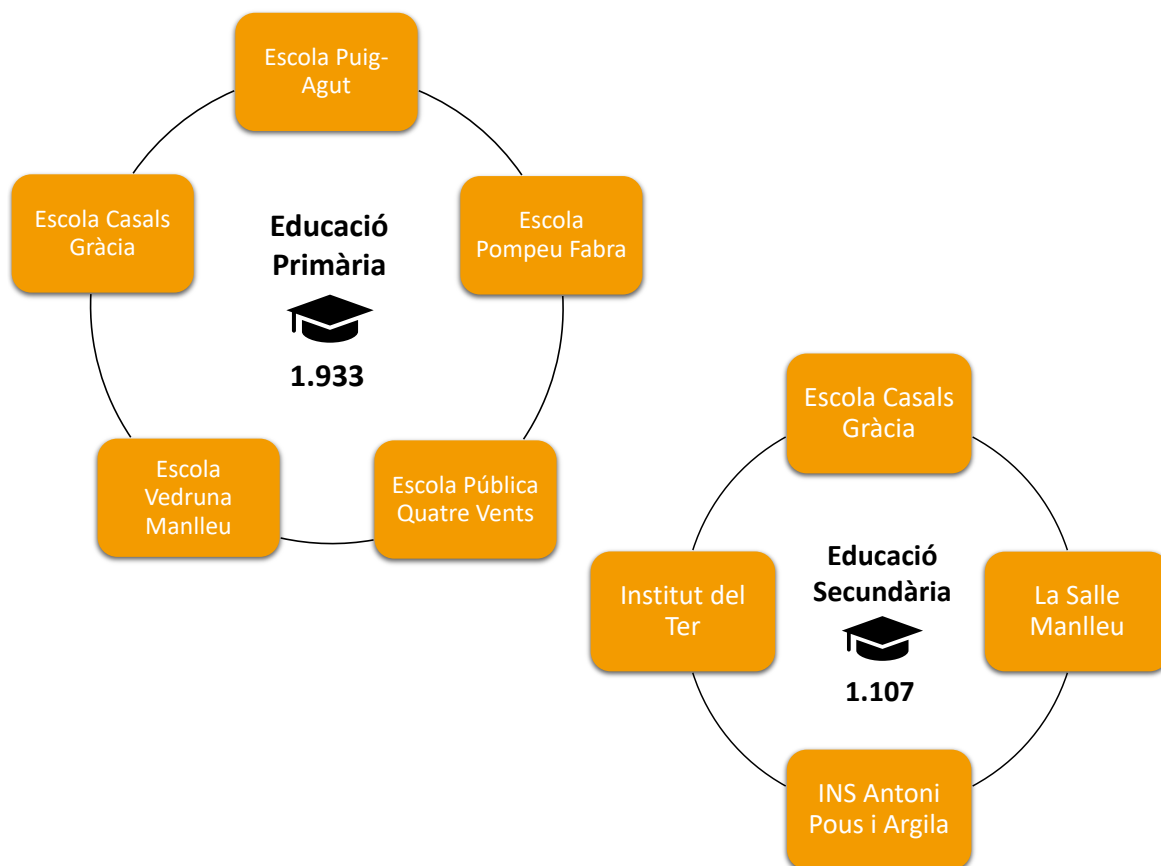 Escola Puig-
Agut
Escola Casals
Gràcia
Educació
Primària
1.933
Escola
Pompeu Fabra
Escola
Vedruna
Manlleu
Escola Pública
Quatre Vents
Escola Casals
Gràcia
Institut del
Ter
Educació
Secundària
1.107
La Salle
Manlleu
INS Antoni
Pous i Argila